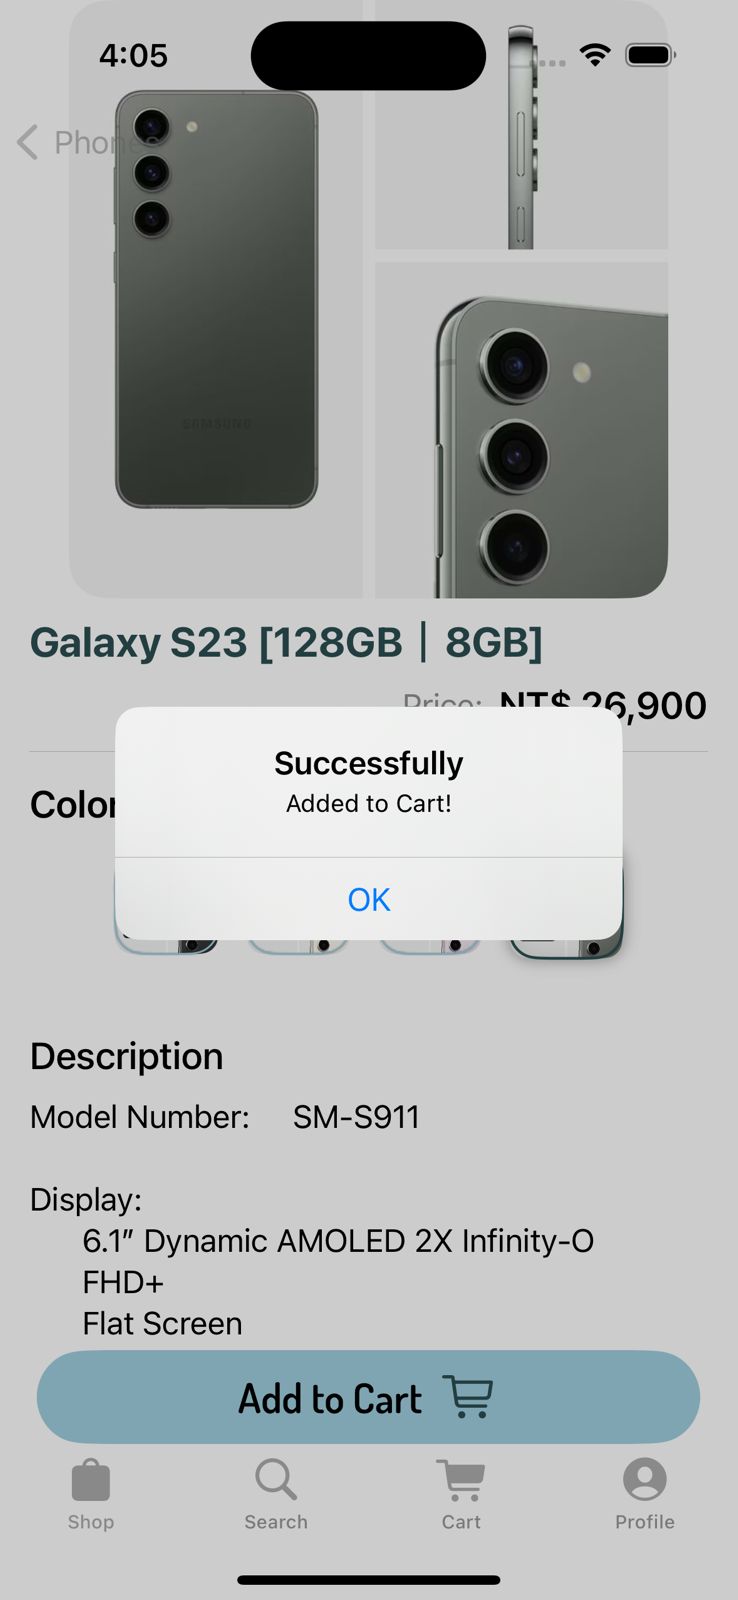 4:05
Phones
SAMSUNG
Galaxy S23 [128GB | 8GB]
Price: NT$ 26,900
Successfully
Added to Cart!
Color
OK
Description
Model Number: SM-S911
Display:
6.1" Dynamic AMOLED 2X Infinity-O
FHD+
Flat Screen
Add to Cart
Shop
Search
Cart
Profile